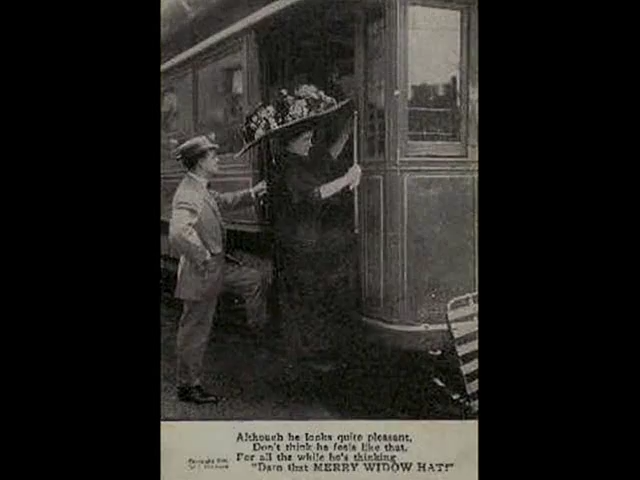 Although he looks quite pleasant,
Don't think he feels like that,
For all the while he's thinking
"Darn that MERRY WIDOW HAT!"